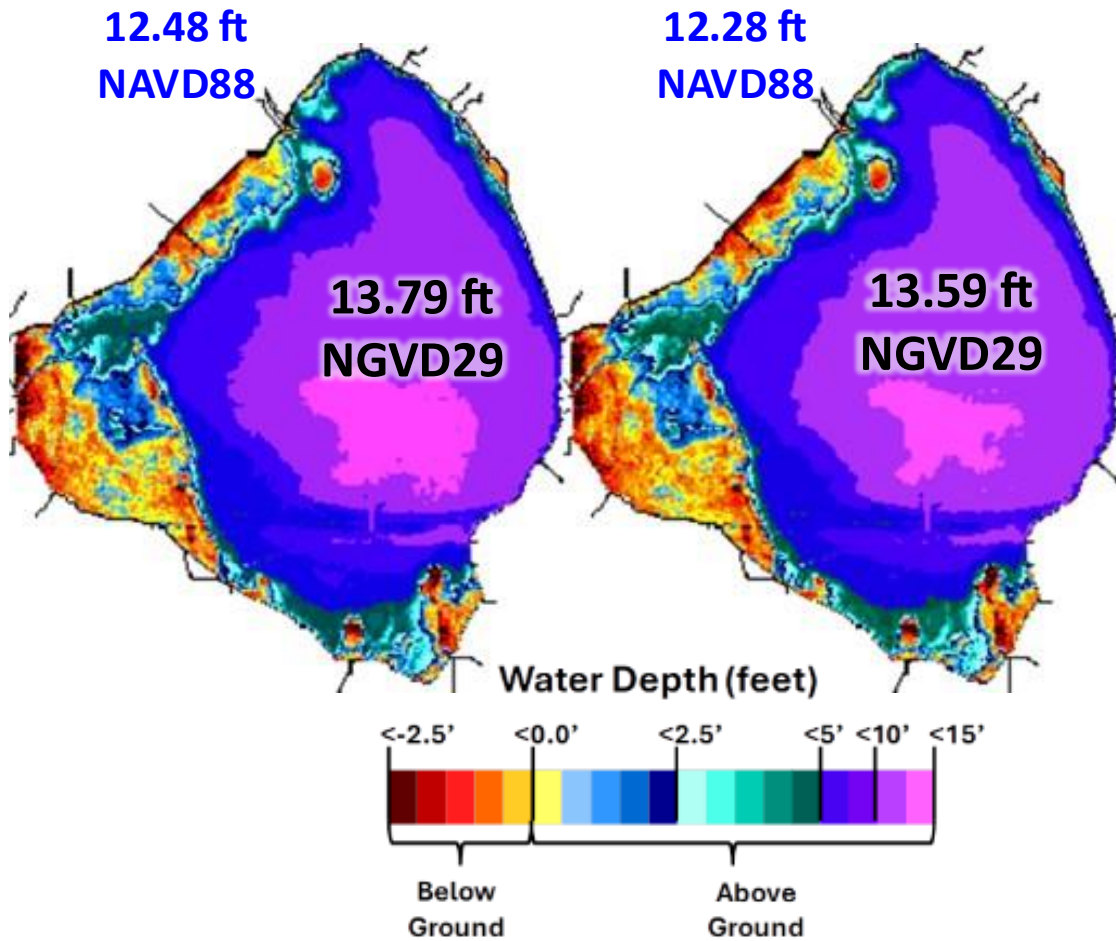 12.48 ft
NAVD88
12.28 ft
NAVD88
13.79 ft
NGVD29
13.59 ft
NGVD29
Water Depth (feet)
<-2.5' <0.0' <2.5' <5' <10' <15'
Below
Ground
Above
Ground